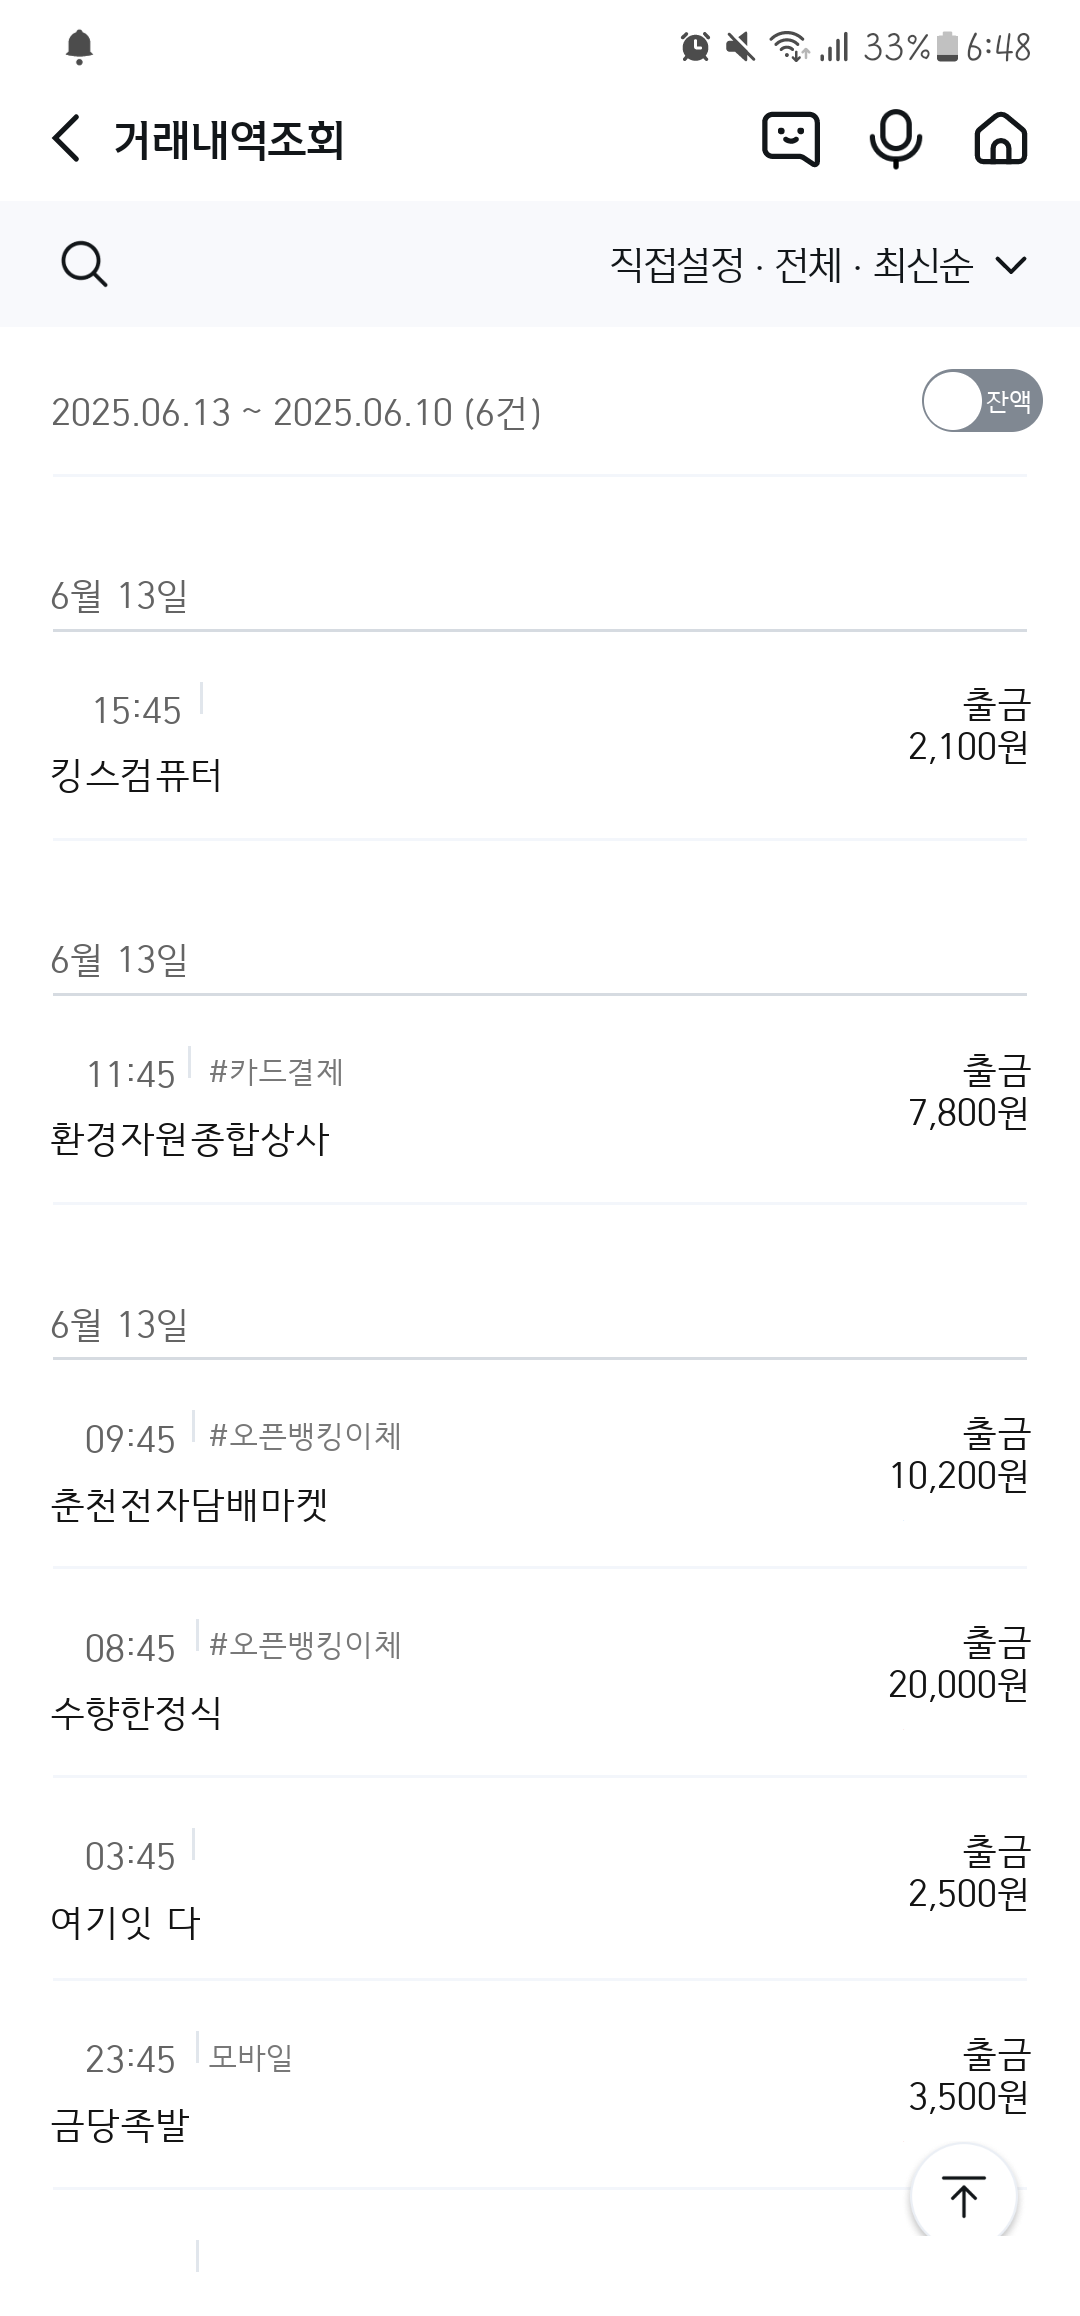 33% 6:48
거래내역조회
직접설정 · 전체 · 최신순
2025.06.13 ~ 2025.06.10 (6건)
잔액
6월 13일
15:45
출금
2,100원
킹스컴퓨터
6월 13일
11:45 #카드결제
출금
7,800원
환경자원종합상사
6월 13일
09:45 #오픈뱅킹이체
출금
10,200원
춘천전자담배마켓
08:45 #오픈뱅킹이체
출금
20,000원
수향한정식
03:45
출금
2,500원
여기잇 다
23:45 모바일
출금
3,500원
금당족발